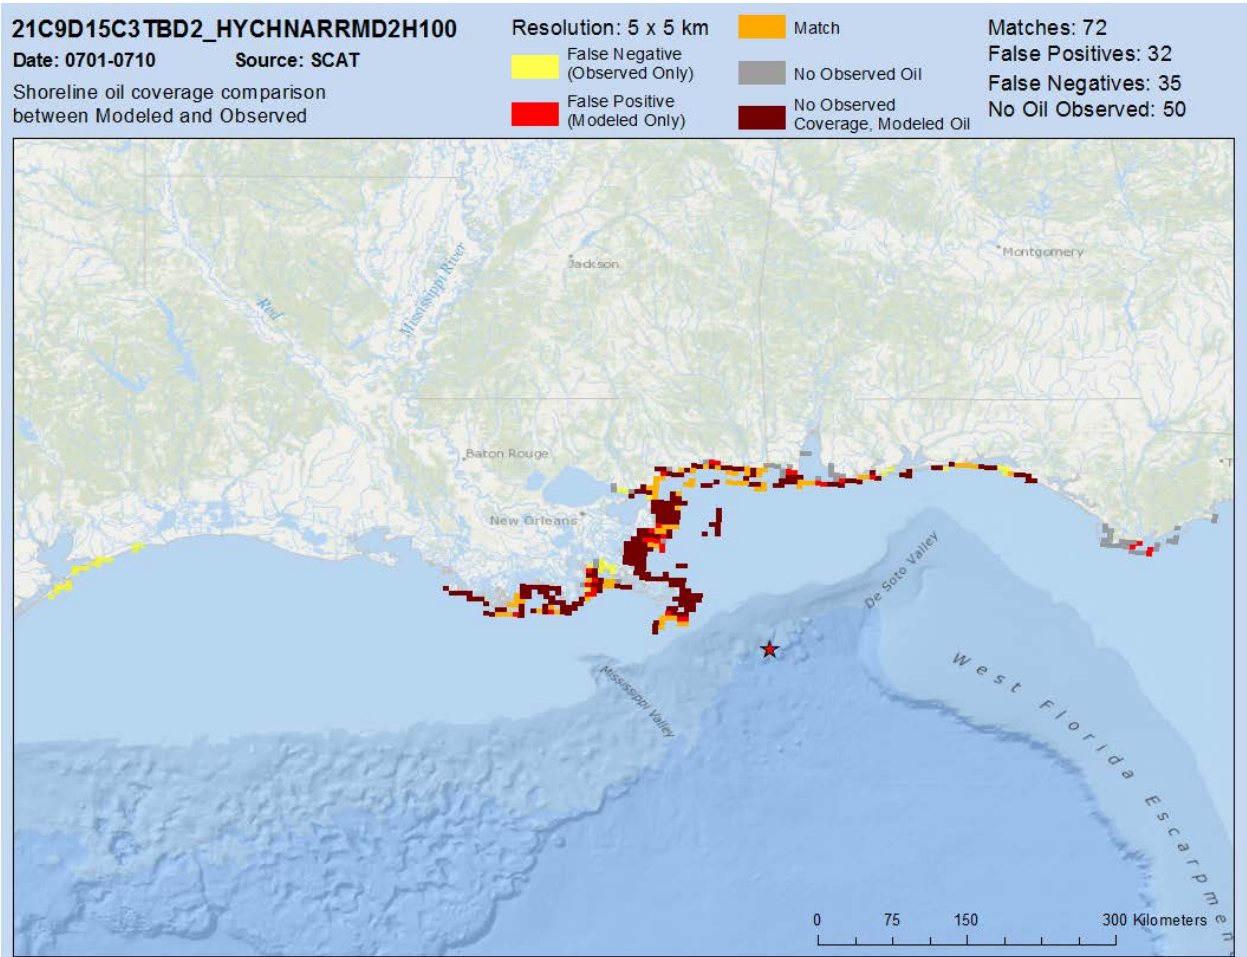 21C9D15C3TBD2_HYCHNARRMD2H100
Date: 0701-0710 Source: SCAT
Shoreline oil coverage comparison
between Modeled and Observed
Resolution: 5 x 5 km
False Negative
(Observed Only)
False Positive
(Modeled Only)
Match
No Observed Oil
No Observed
Coverage, Modeled Oil
Matches: 72
False Positives: 32
False Negatives: 35
No Oil Observed: 50
Montgomery
Jackson
Mississippi River
Red
Baton Rouge
T
New Orleans
De Soto Valley
Mississippi Valley
West Florida Escarpmen
0 75 150 300 Kilometers